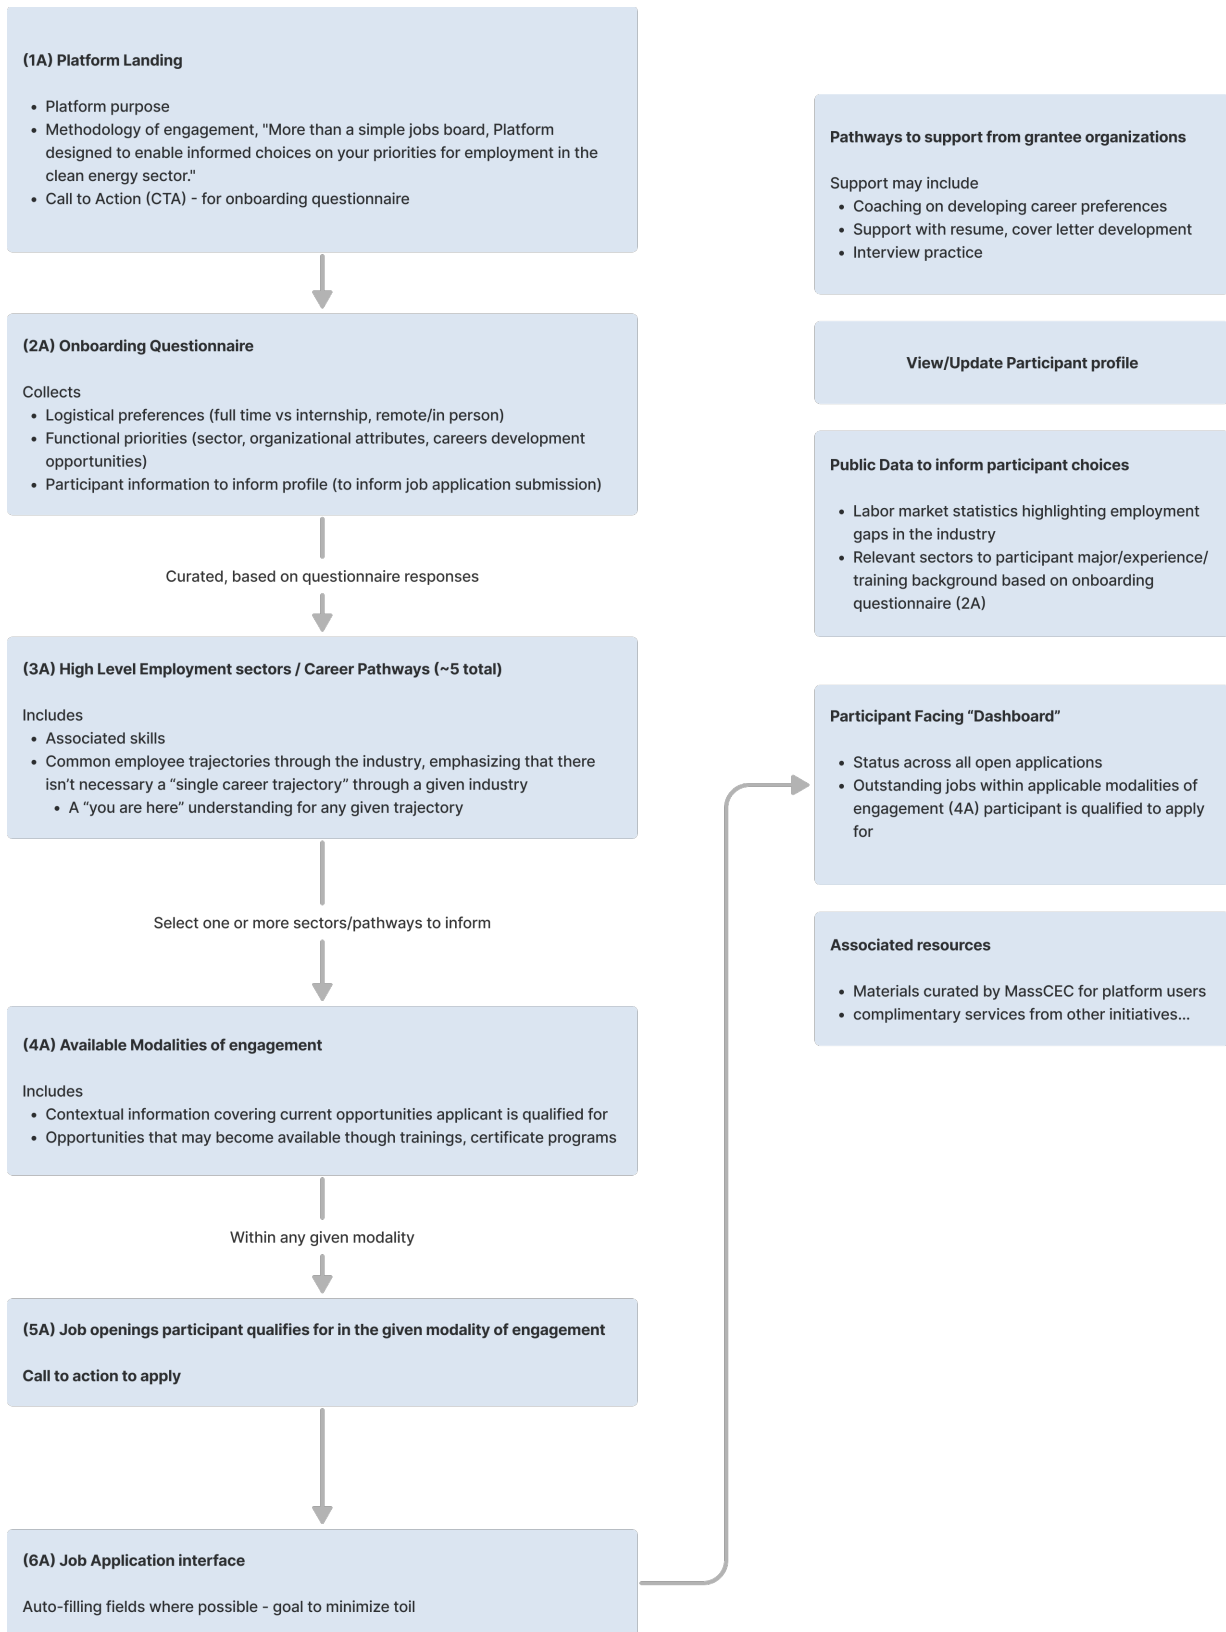 (1A) Platform Landing
• Platform purpose
• Methodology of engagement, "More than a simple jobs board, Platform
designed to enable informed choices on your priorities for employment in the
clean energy sector."
• Call to Action (CTA) - for onboarding questionnaire
(2A) Onboarding Questionnaire
Collects
• Logistical preferences (full time vs internship, remote/in person)
• Functional priorities (sector, organizational attributes, careers development
opportunities)
• Participant information to inform profile (to inform job application submission)
Curated, based on questionnaire responses
(3A) High Level Employment sectors / Career Pathways (~5 total)
Includes
• Associated skills
• Common employee trajectories through the industry, emphasizing that there
isn’t necessary a “single career trajectory” through a given industry
• A “you are here” understanding for any given trajectory
Select one or more sectors/pathways to inform
(4A) Available Modalities of engagement
Includes
• Contextual information covering current opportunities applicant is qualified for
• Opportunities that may become available though trainings, certificate programs
Within any given modality
(5A) Job openings participant qualifies for in the given modality of engagement
Call to action to apply
(6A) Job Application interface
Auto-filling fields where possible - goal to minimize toil
Pathways to support from grantee organizations
Support may include
• Coaching on developing career preferences
• Support with resume, cover letter development
• Interview practice
View/Update Participant profile
Public Data to inform participant choices
• Labor market statistics highlighting employment
gaps in the industry
• Relevant sectors to participant major/experience/
training background based on onboarding
questionnaire (2A)
Participant Facing “Dashboard”
• Status across all open applications
• Outstanding jobs within applicable modalities of
engagement (4A) participant is qualified to apply
for
Associated resources
• Materials curated by MassCEC for platform users
• complimentary services from other initiatives...